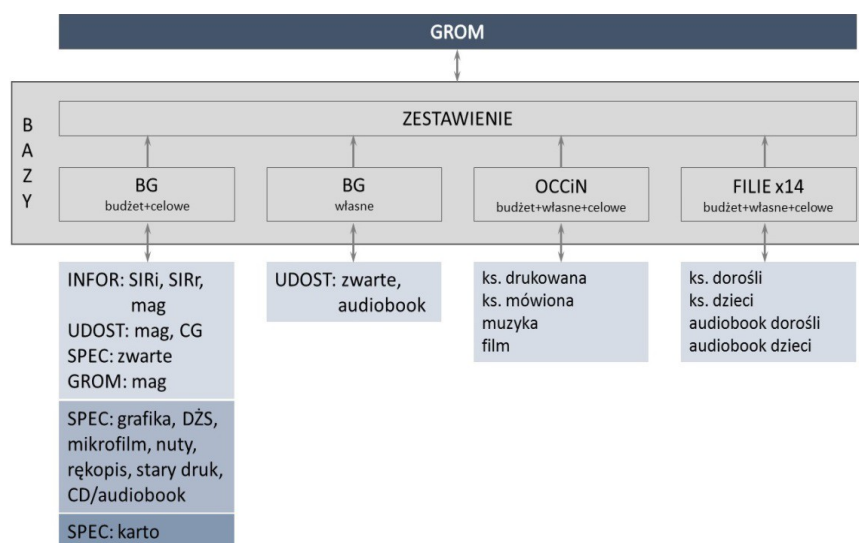 GROM
BAZY
ZESTAWIENIE
BG
budżet+celowe
BG
własne
OCCiN
budżet+własne+celowe
FILIE x14
budżet+własne+celowe
INFOR: SIRi, SIRr,
mag
UDOST: mag, CG
SPEC: zwarte
GROM: mag
SPEC: grafika, DŻS,
mikrofilm, nuty,
rękopis, stary druk,
CD/audiobook
SPEC: karto
UDOST: zwarte,
audiobook
ks. drukowana
ks. mówiona
muzyka
film
ks. dorośli
ks. dzieci
audiobook dorośli
audiobook dzieci